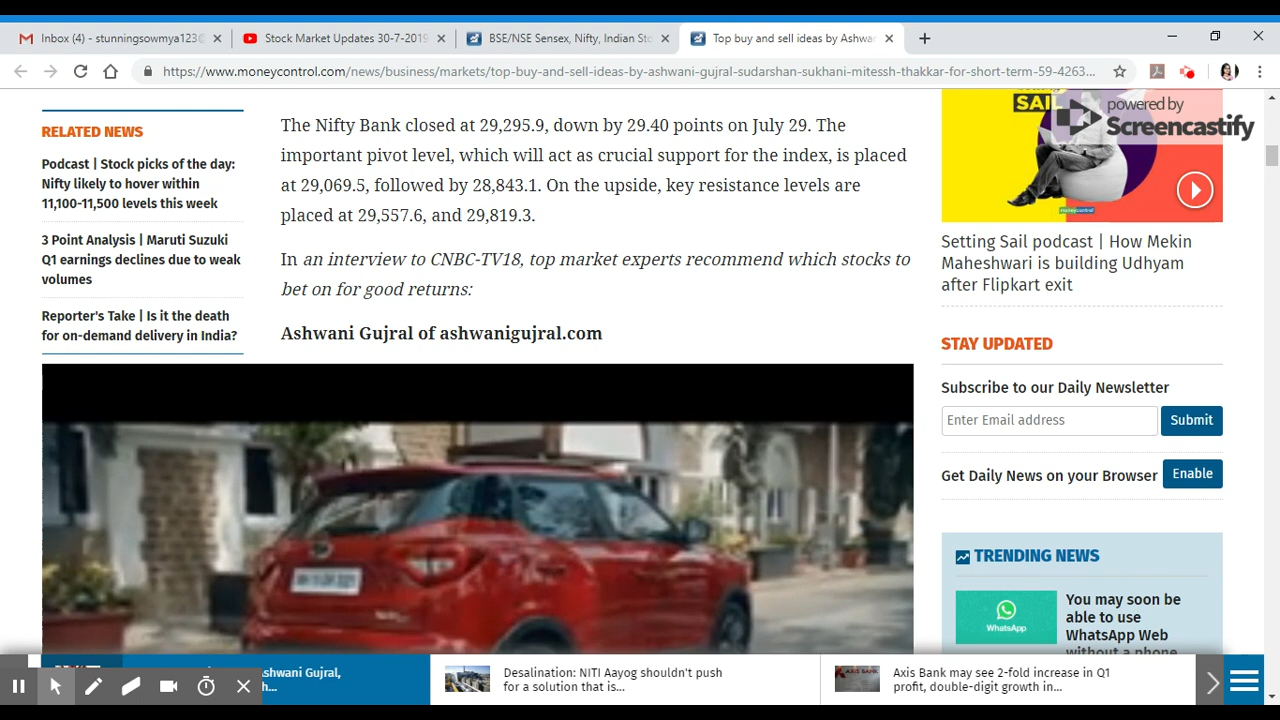 Inbox (4) - stunningsowmya123@
Stock Market Updates 30-7-2019
BSE/NSE Sensex, Nifty, Indian Sto
Top buy and sell ideas by Ashwa
https://www.moneycontrol.com/news/business/markets/top-buy-and-sell-ideas-by-ashwani-gujral-sudarshan-sukhani-mitessh-thakkar-for-short-term-59-4263...
RELATED NEWS
Podcast | Stock picks of the day:
Nifty likely to hover within
11,100-11,500 levels this week
3 Point Analysis | Maruti Suzuki
Q1 earnings declines due to weak
volumes
Reporter's Take | Is it the death
for on-demand delivery in India?
The Nifty Bank closed at 29,295.9, down by 29.40 points on July 29. The
important pivot level, which will act as crucial support for the index, is placed
at 29,069.5, followed by 28,843.1. On the upside, key resistance levels are
placed at 29,557.6, and 29,819.3.
In an interview to CNBC-TV18, top market experts recommend which stocks to
bet on for good returns:
Ashwani Gujral of ashwanigujral.com
SAIL
powered by
Screencastify
moneycontrol
Setting Sail podcast | How Mekin
Maheshwari is building Udhyam
after Flipkart exit
STAY UPDATED
Subscribe to our Daily Newsletter
Enter Email address
Submit
Get Daily News on your Browser
Enable
TRENDING NEWS
WhatsApp
You may soon be
able to use
WhatsApp Web
without a phone
Ashwani Gujral,
h...
Desalination: NITI Aayog shouldn't push
for a solution that is...
AXIS BANK
Axis Bank may see 2-fold increase in Q1
profit, double-digit growth in...